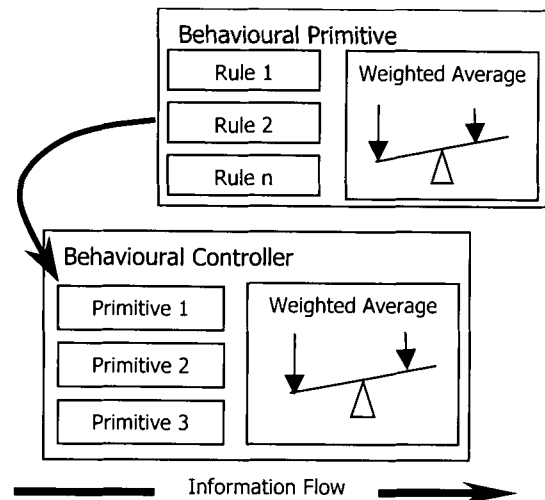 Behavioural Primitive
Rule 1
Rule 2
Rule n
Weighted Average
Behavioural Controller
Primitive 1
Primitive 2
Primitive 3
Weighted Average
Information Flow